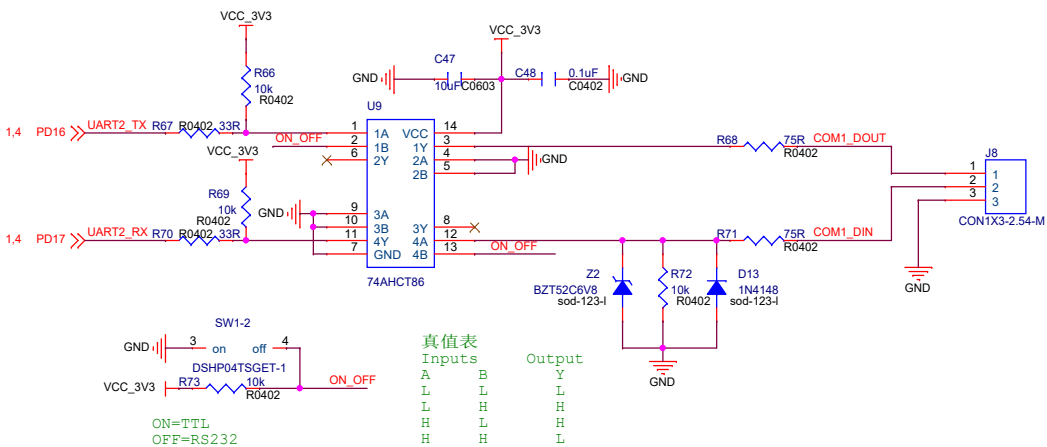 VCC_3V3
VCC_3V3
R66
10k
R0402
GND
C47
10uF
C0603
C48
0.1uF
C0402
GND
U9
1,4 PD16 UART2_TX R67 R0402 33R
ON_OFF
VCC_3V3
1 1A VCC 14
2 1B 1Y 3
6 2Y 2A 4
2B 5
GND
R68 75R
R0402
COM1_DOUT
J8
1 1
2 2
3 3
CON1X3-2.54-M
R69
10k
R0402
GND
9 3A
10 3B 3Y 8
11 4Y 4A 12
7 GND 4B 13
ON_OFF
1,4 PD17 UART2_RX R70 33R
R71 75R
R0402
COM1_DIN
74AHCT86
Z2
BZT52C6V8
sod-123-l
R72
10k
R0402
D13
1N4148
sod-123-l
GND
GND
SW1-2
GND 3 on off 4
DSHP04TSGET-1
VCC_3V3 R73 10k
R0402
ON_OFF
ON=TTL
OFF=RS232
真值表
Inputs Output
A B Y
L L L
L H H
H L H
H H L